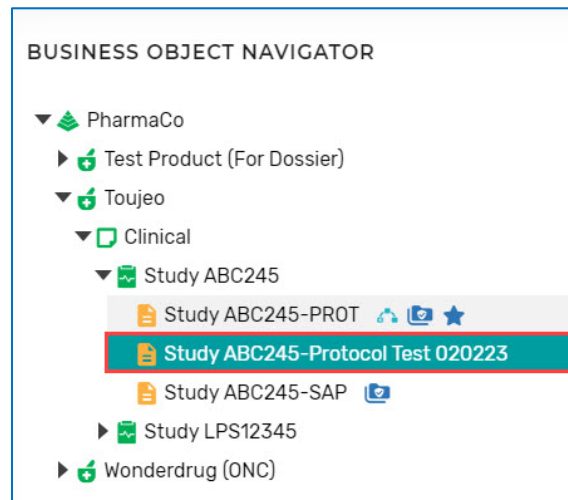 BUSINESS OBJECT NAVIGATOR
PharmaCo
Test Product (For Dossier)
Toujeo
Clinical
Study ABC245
Study ABC245-PROT
Study ABC245-Protocol Test 020223
Study ABC245-SAP
Study LPS12345
Wonderdrug (ONC)